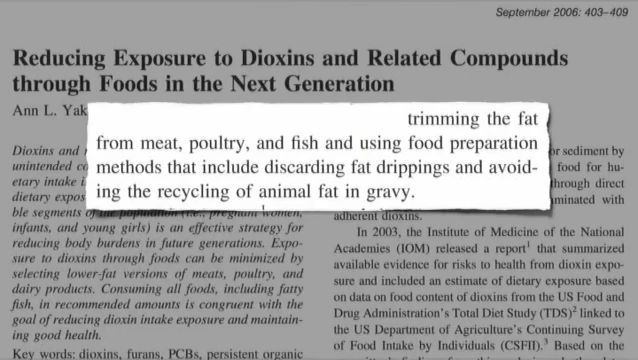 September 2006: 403–409
Reducing Exposure to Dioxins and Related Compounds
through Foods in the Next Generation
Ann L. Yak
trimming the fat
from meat, poultry, and fish and using food preparation
methods that include discarding fat drippings and avoid-
ing the recycling of animal fat in gravy.
Dioxins and
unintended
etary intake
dietary
ble segments of the population (i.e., pregnant women,
infants, and young girls) is an effective strategy for
reducing body burdens in future generations. Expo-
sure to dioxins through foods can be minimized by
selecting lower-fat versions of meats, poultry, and
dairy products. Consuming all foods, including fatty
fish, in recommended amounts is congruent with the
goal of reducing dioxin intake exposure and maintain-
ing good health.
Key words: dioxins, furans, PCBs, persistent organic
or sediment by
food for hu-
through direct
minated with
adherent dioxins.
In 2003, the Institute of Medicine of the National
Academies (IOM) released a report1 that summarized
available evidence for risks to health from dioxin expo-
sure and included an estimate of dietary exposure based
on data on food content of dioxins from the US Food and
Drug Administration's Total Diet Study (TDS)2 linked to
the US Department of Agriculture's Continuing Survey
of Food Intake by Individuals (CSFII).3 Based on the